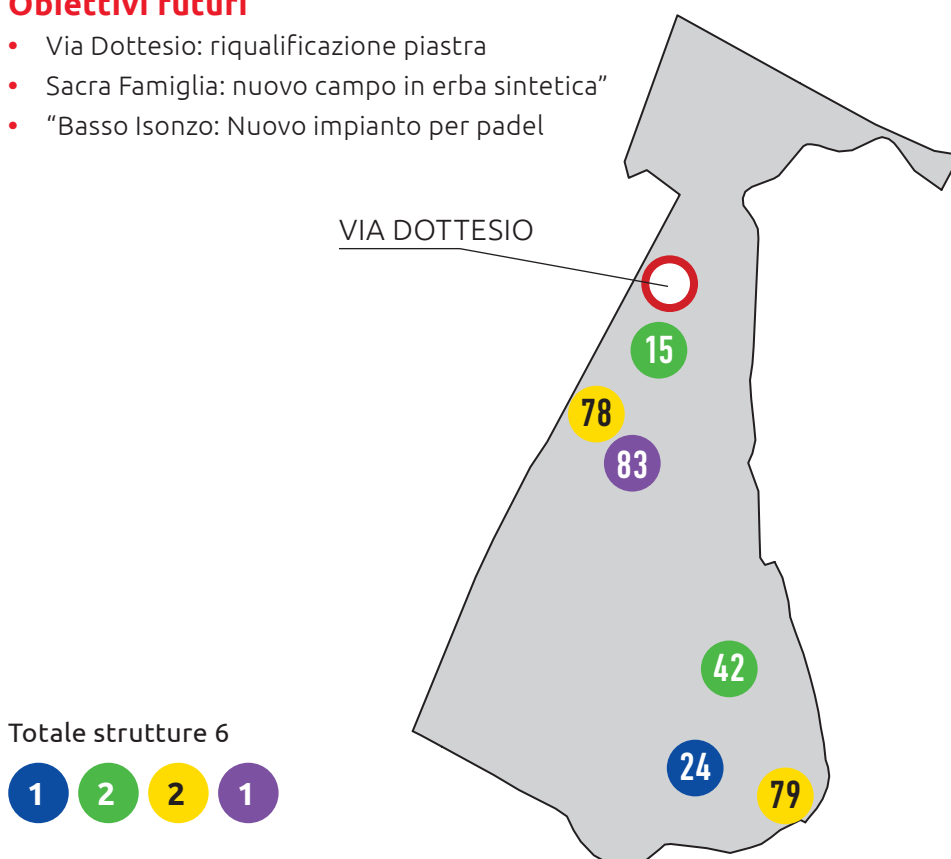 Obiettivi futuri
• Via Dottesio: riqualificazione piastra
• Sacra Famiglia: nuovo campo in erba sintetica”
• “Basso Isonzo: Nuovo impianto per padel
VIA DOTTESIO
15
78
83
42
24
79
Totale strutture 6
1 2 2 1